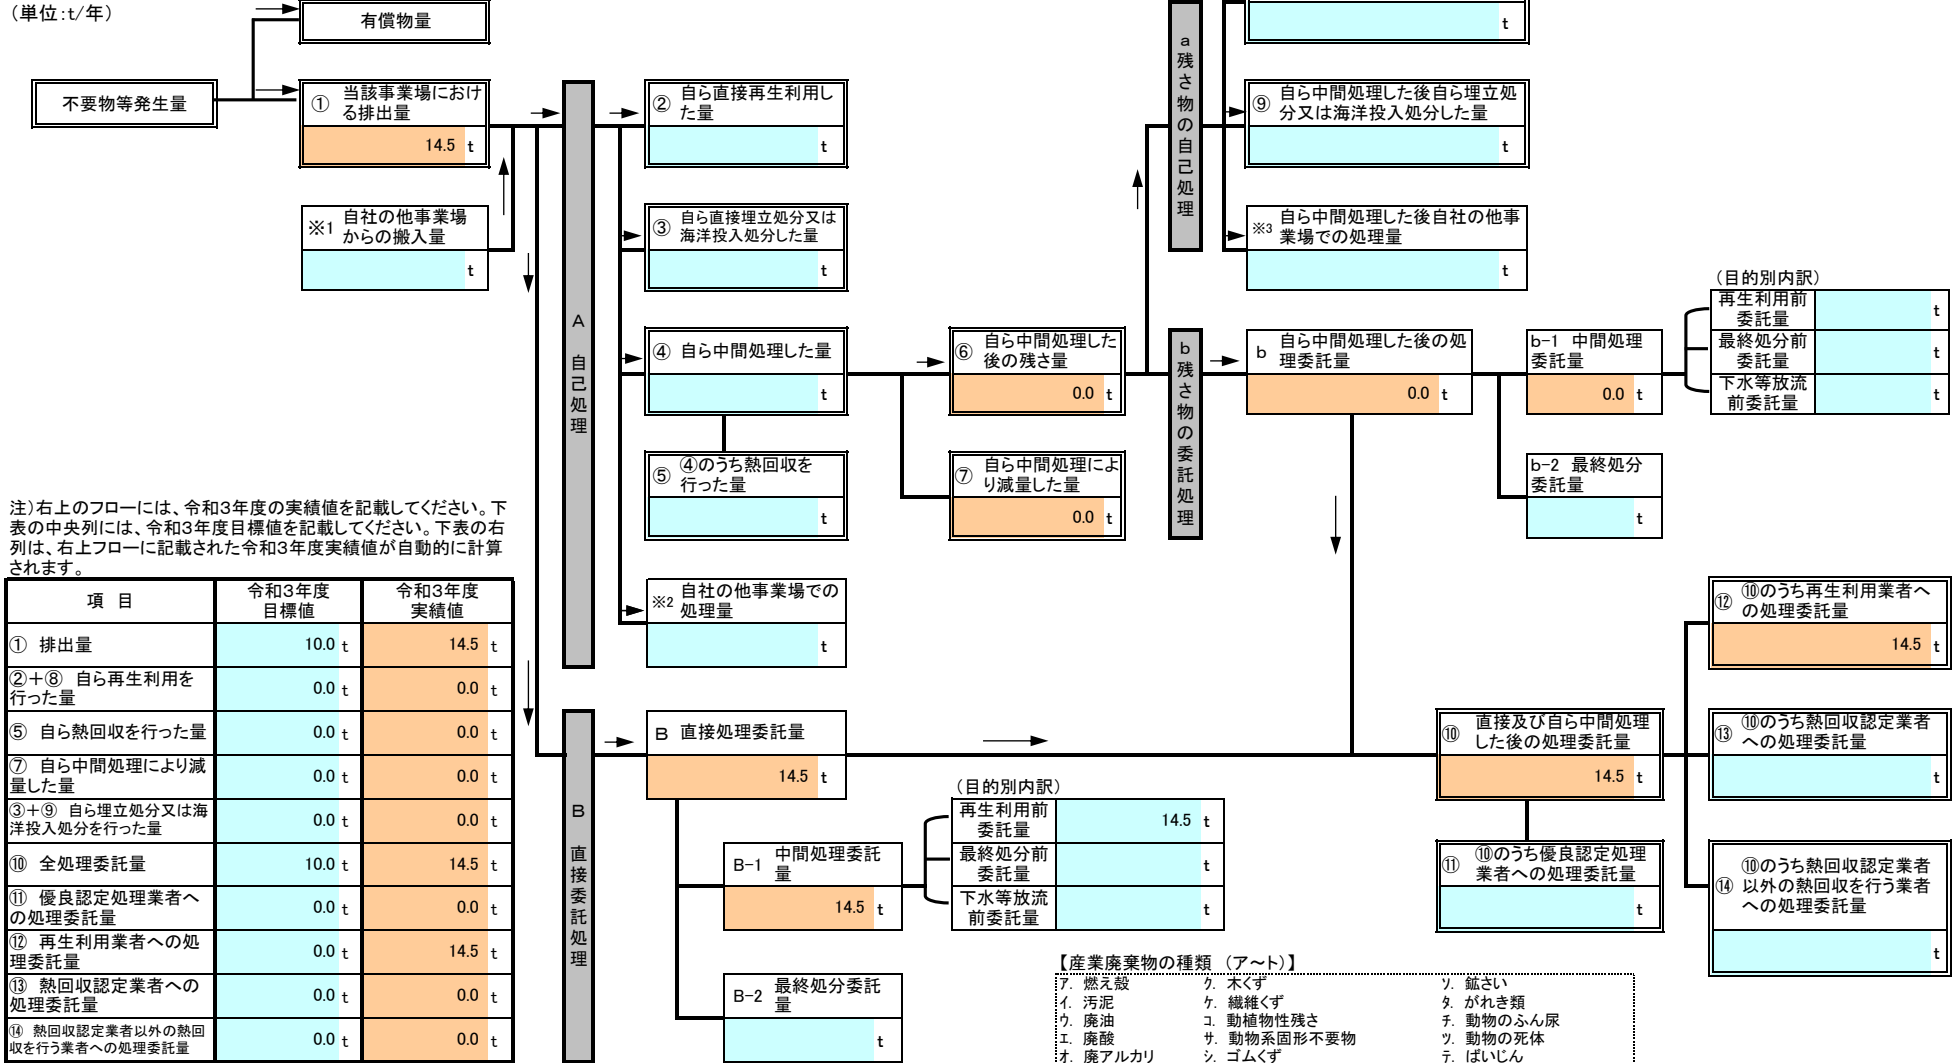 （単位：t/年）
有償物量
不要物等発生量
① 当該事業場におけ
る排出量
14.5 t
※1 自社の他事業場
からの搬入量
t
A 自己処理
② 自ら直接再生利用し
た量
t
③ 自ら直接埋立処分又は
海洋投入処分した量
t
④ 自ら中間処理した量
t
⑤ ④のうち熱回収を
行った量
t
※2 自社の他事業場での
処理量
t
⑥ 自ら中間処理した
後の残さ量
0.0 t
⑦ 自ら中間処理によ
り減量した量
0.0 t
a 残さ物の自己処理
t
⑨ 自ら中間処理した後自ら埋立処
分又は海洋投入処分した量
t
※3 自ら中間処理した後自社の他事
業場での処理量
t
b 残さ物の委託処理
b 自ら中間処理した後の処
理委託量
0.0 t
b-1 中間処理
委託量
0.0 t
b-2 最終処分
委託量
t
（目的別内訳）
再生利用前
委託量
t
最終処分前
委託量
t
下水等放流
前委託量
t
注）右上のフローには、令和3年度の実績値を記載してください。下
表の中央列には、令和3年度目標値を記載してください。下表の右
列は、右上フローに記載された令和3年度実績値が自動的に計算
されます。
項 目
令和3年度
目標値
令和3年度
実績値
① 排出量 10.0 t 14.5 t
②＋⑧ 自ら再生利用を
行った量 0.0 t 0.0 t
⑤ 自ら熱回収を行った量 0.0 t 0.0 t
⑦ 自ら中間処理により減
量した量 0.0 t 0.0 t
③＋⑨ 自ら埋立処分又は海
洋投入処分を行った量 0.0 t 0.0 t
⑩ 全処理委託量 10.0 t 14.5 t
⑪ 優良認定処理業者へ
の処理委託量 0.0 t 0.0 t
⑫ 再生利用業者への処
理委託量 0.0 t 14.5 t
⑬ 熱回収認定業者への
処理委託量 0.0 t 0.0 t
⑭ 熱回収認定業者以外の熱回
収を行う業者への処理委託量 0.0 t 0.0 t
B 直接委託処理
B 直接処理委託量
14.5 t
B-1 中間処理委託
量
14.5 t
B-2 最終処分委託
量
t
（目的別内訳）
再生利用前
委託量
14.5 t
最終処分前
委託量
t
下水等放流
前委託量
t
⑩ 直接及び自ら中間処理
した後の処理委託量
14.5 t
⑪ ⑩のうち優良認定処理
業者への処理委託量
t
⑫ ⑩のうち再生利用業者へ
の処理委託量
14.5 t
⑬ ⑩のうち熱回収認定業者
への処理委託量
t
⑭ ⑩のうち熱回収認定業者
以外の熱回収を行う業者
への処理委託量
t
【産業廃棄物の種類 （ア～ト）】
ア. 燃え殻 ク. 木くず ソ. 鉱さい
イ. 汚泥 ケ. 繊維くず タ. がれき類
ウ. 廃油 コ. 動植物性残さ チ. 動物のふん尿
エ. 廃酸 サ. 動物系固形不要物 ツ. 動物の死体
オ. 廃アルカリ シ. ゴムくず テ. ばいじん